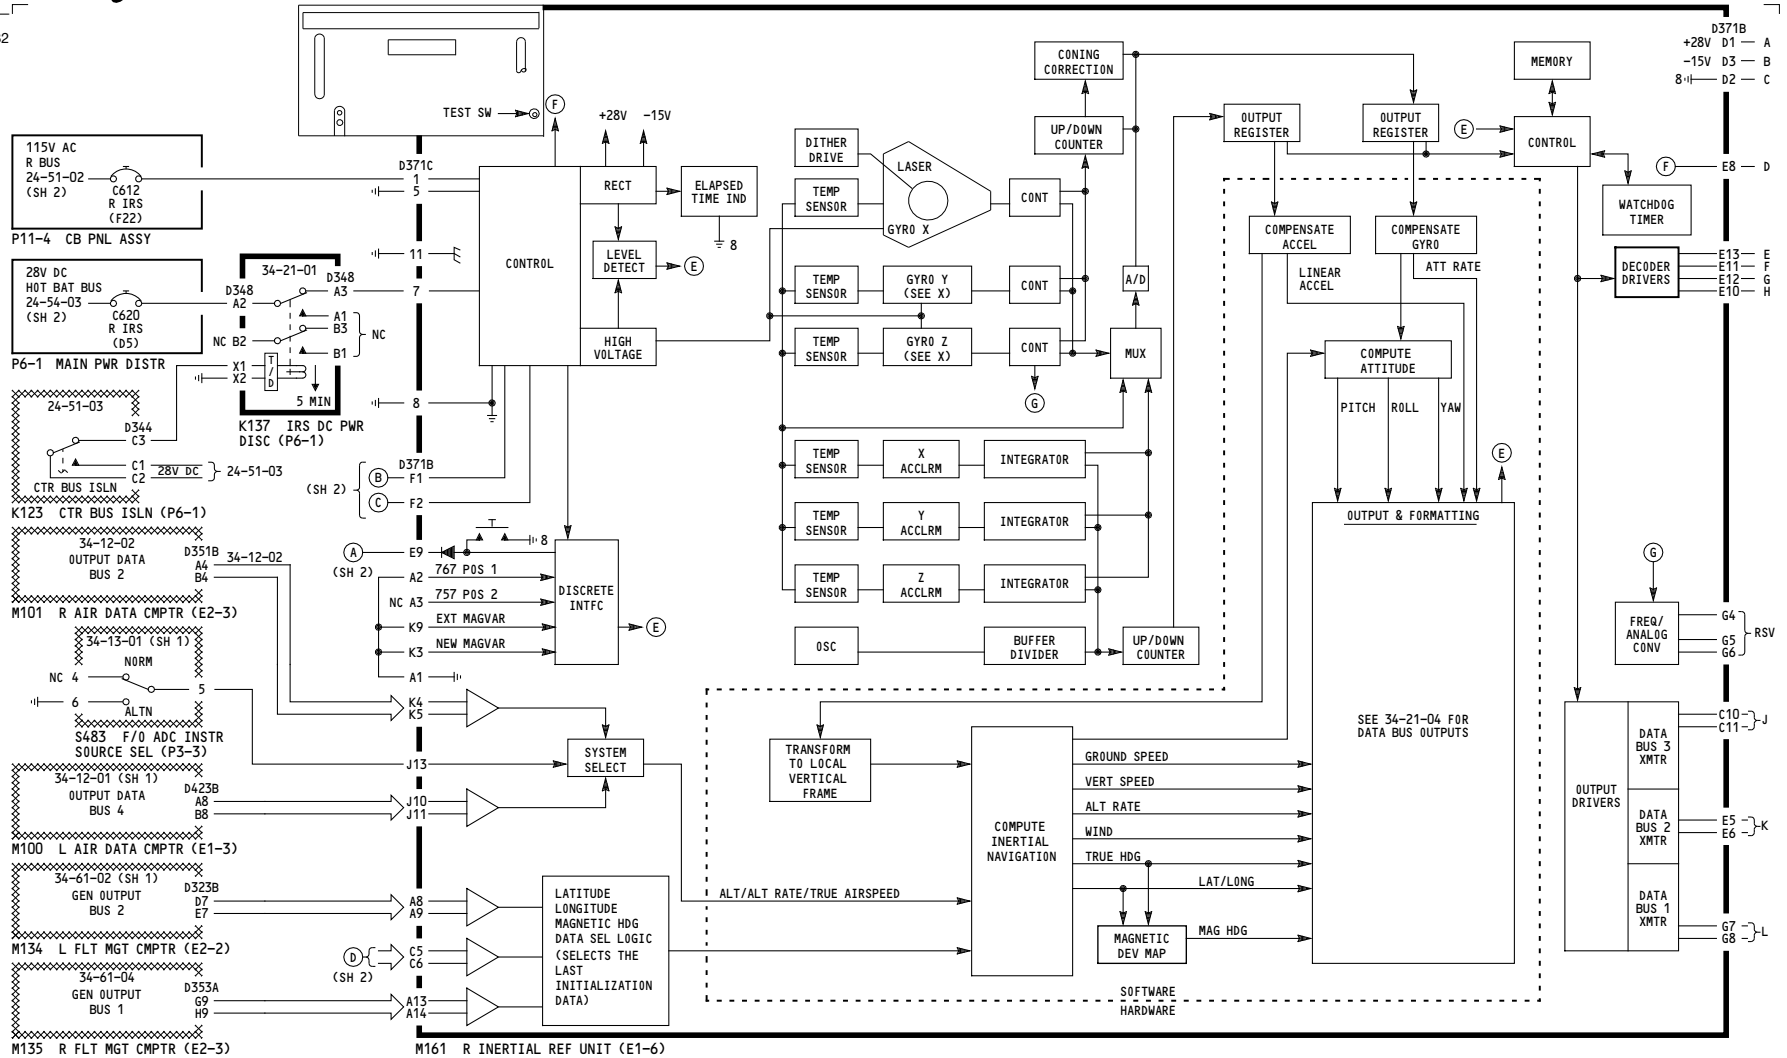 32
TEST SW
F
+28V
-15V
CONING
CORRECTION
MEMORY
D371B
+28V D1 A
-15V D3 B
8 D2 C
115V AC
R BUS
24-51-02
(SH 2)
C612
R IRS
(F22)
P11-4 CB PNL ASSY
D371C
1
5
11
7
8
CONTROL
RECT
ELAPSED
TIME IND
8
LEVEL
DETECT
E
HIGH
VOLTAGE
DITHER
DRIVE
TEMP
SENSOR
LASER
GYRO X
CONT
UP/DOWN
COUNTER
OUTPUT
REGISTER
OUTPUT
REGISTER
E
CONTROL
F
E8 D
WATCHDOG
TIMER
COMPENSATE
ACCEL
COMPENSATE
GYRO
LINEAR
ACCEL
ATT RATE
DECODER
DRIVERS
E13 E
E11 F
E12 G
E10 H
28V DC
HOT BAT BUS
24-54-03
(SH 2)
C620
R IRS
(D5)
P6-1 MAIN PWR DISTR
34-21-01
D348
A2
D348
A3
A1
B3
NC
NC B2
B1
X1
X2
T/D
5 MIN
K137 IRS DC PWR
DISC (P6-1)
TEMP
SENSOR
GYRO Y
(SEE X)
CONT
TEMP
SENSOR
GYRO Z
(SEE X)
CONT
G
A/D
MUX
COMPUTE
ATTITUDE
PITCH
ROLL
YAW
E
24-51-03
D344
C3
C1
C2
28V DC
24-51-03
CTR BUS ISLN
K123 CTR BUS ISLN (P6-1)
D371B
(SH 2)
B F1
C F2
TEMP
SENSOR
X
ACCLRM
INTEGRATOR
TEMP
SENSOR
Y
ACCLRM
INTEGRATOR
TEMP
SENSOR
Z
ACCLRM
INTEGRATOR
OSC
BUFFER
DIVIDER
UP/DOWN
COUNTER
OUTPUT & FORMATTING
SEE 34-21-04 FOR
DATA BUS OUTPUTS
34-12-02
OUTPUT DATA
BUS 2
D351B
A4
B4
34-12-02
M101 R AIR DATA CMPTR (E2-3)
A
(SH 2)
E9
T
8
A2 767 POS 1
NC A3 757 POS 2
K9 EXT MAGVAR
K3 NEW MAGVAR
A1
DISCRETE
INTFC
E
G
FREQ/
ANALOG
CONV
G4
G5
G6
RSV
34-13-01 (SH 1)
NORM
NC 4
5
6
ALTN
S483 F/O ADC INSTR
SOURCE SEL (P3-3)
K4
K5
J13
SYSTEM
SELECT
J10
J11
34-12-01 (SH 1)
OUTPUT DATA
BUS 4
D423B
A8
B8
M100 L AIR DATA CMPTR (E1-3)
TRANSFORM
TO LOCAL
VERTICAL
FRAME
COMPUTE
INERTIAL
NAVIGATION
GROUND SPEED
VERT SPEED
ALT RATE
WIND
TRUE HDG
LAT/LONG
MAGNETIC
DEV MAP
MAG HDG
OUTPUT
DRIVERS
DATA
BUS 3
XMTR
DATA
BUS 2
XMTR
DATA
BUS 1
XMTR
C10
C11
J
E5
E6
K
G7
G8
L
34-61-02 (SH 1)
GEN OUTPUT
BUS 2
D323B
D7
E7
M134 L FLT MGT CMPTR (E2-2)
A8
A9
D
(SH 2)
C5
C6
A13
A14
LATITUDE
LONGITUDE
MAGNETIC HDG
DATA SEL LOGIC
(SELECTS THE
LAST
INITIALIZATION
DATA)
ALT/ALT RATE/TRUE AIRSPEED
34-61-04
GEN OUTPUT
BUS 1
D353A
G9
H9
M135 R FLT MGT CMPTR (E2-3)
SOFTWARE
HARDWARE
M161 R INERTIAL REF UNIT (E1-6)